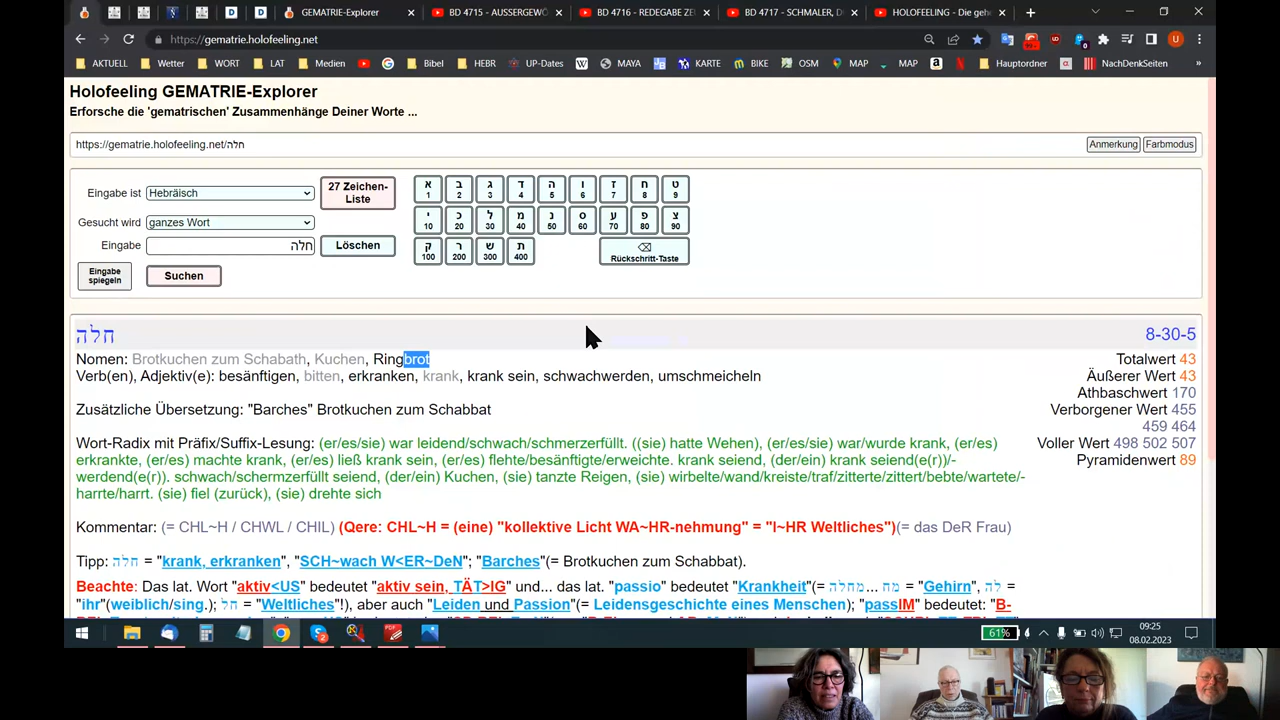 GEMATRIE-Explorer
BD 4715 - AUSSERGEWÖ
BD 4716 - REDEGABE ZE
BD 4717 - SCHMALER, D
HOLOFEELING - Die geh
https://gematrie.holofeeling.net
AKTUELL Wetter WORT LAT Medien Bibel HEBR UP-Dates MAYA KARTE BIKE OSM MAP MAP Hauptordner NachDenkSeiten »
Holofeeling GEMATRIE-Explorer
Erforsche die 'gematrischen' Zusammenhänge Deiner Worte ...
https://gematrie.holofeeling.net/חלה
Anmerkung Farbmodus
Eingabe ist Hebräisch
27 Zeichen-Liste
Gesucht wird ganzes Wort
Eingabe חלה Löschen
Eingabe spiegeln
Suchen
א ב ג ד ה ו ז ח ט
1 2 3 4 5 6 7 8 9
י כ ל מ נ ס ע פ צ
10 20 30 40 50 60 70 80 90
ק ר ש ת
100 200 300 400
Rückschritt-Taste
חלה 8-30-5
Nomen: Brotkuchen zum Schabath, Kuchen, Ringbrot
Verb(en), Adjektiv(e): besänftigen, bitten, erkranken, krank, krank sein, schwachwerden, umschmeicheln
Zusätzliche Übersetzung: "Barches" Brotkuchen zum Schabbat
Totalwert 43
Äußerer Wert 43
Athbaschwert 170
Verborgener Wert 455
459 464
Voller Wert 498 502 507
Pyramidenwert 89
Wort-Radix mit Präfix/Suffix-Lesung: (er/es/sie) war leidend/schwach/schmerzerfüllt. ((sie) hatte Wehen), (er/es/sie) war/wurde krank, (er/es)
erkrankte, (er/es) machte krank, (er/es) ließ krank sein, (er/es) flehte/besänftigte/erweichte. krank seiend, (der/ein) krank seiend(e(r))/-
werdend(e(r)). schwach/schermzerfüllt seiend, (der/ein) Kuchen, (sie) tanzte Reigen, (sie) wirbelte/wand/kreiste/traf/zitterte/zittert/bebte/wartete/-
harrte/harrt. (sie) fiel (zurück), (sie) drehte sich
Kommentar: (= CHL~H / CHWL / CHIL) (Qere: CHL~H = (eine) "kollektive Licht WA~HR-nehmung" = "I~HR Weltliches")(= das DeR Frau)
Tipp: חלה = "krank, erkranken", "SCH~wach W<ER~DeN"; "Barches"(= Brotkuchen zum Schabbat).
Beachte: Das lat. Wort "aktiv<US" bedeutet "aktiv sein, TÄT>IG" und... das lat. "passio" bedeutet "Krankheit"(= מחלה... מח = "Gehirn", לה =
"ihr"(weiblich/sing.); חל = "Weltliches"!), aber auch "Leiden und Passion"(= Leidensgeschichte eines Menschen); "passIM" bedeutet: "B-
61%
09:25
08.02.2023